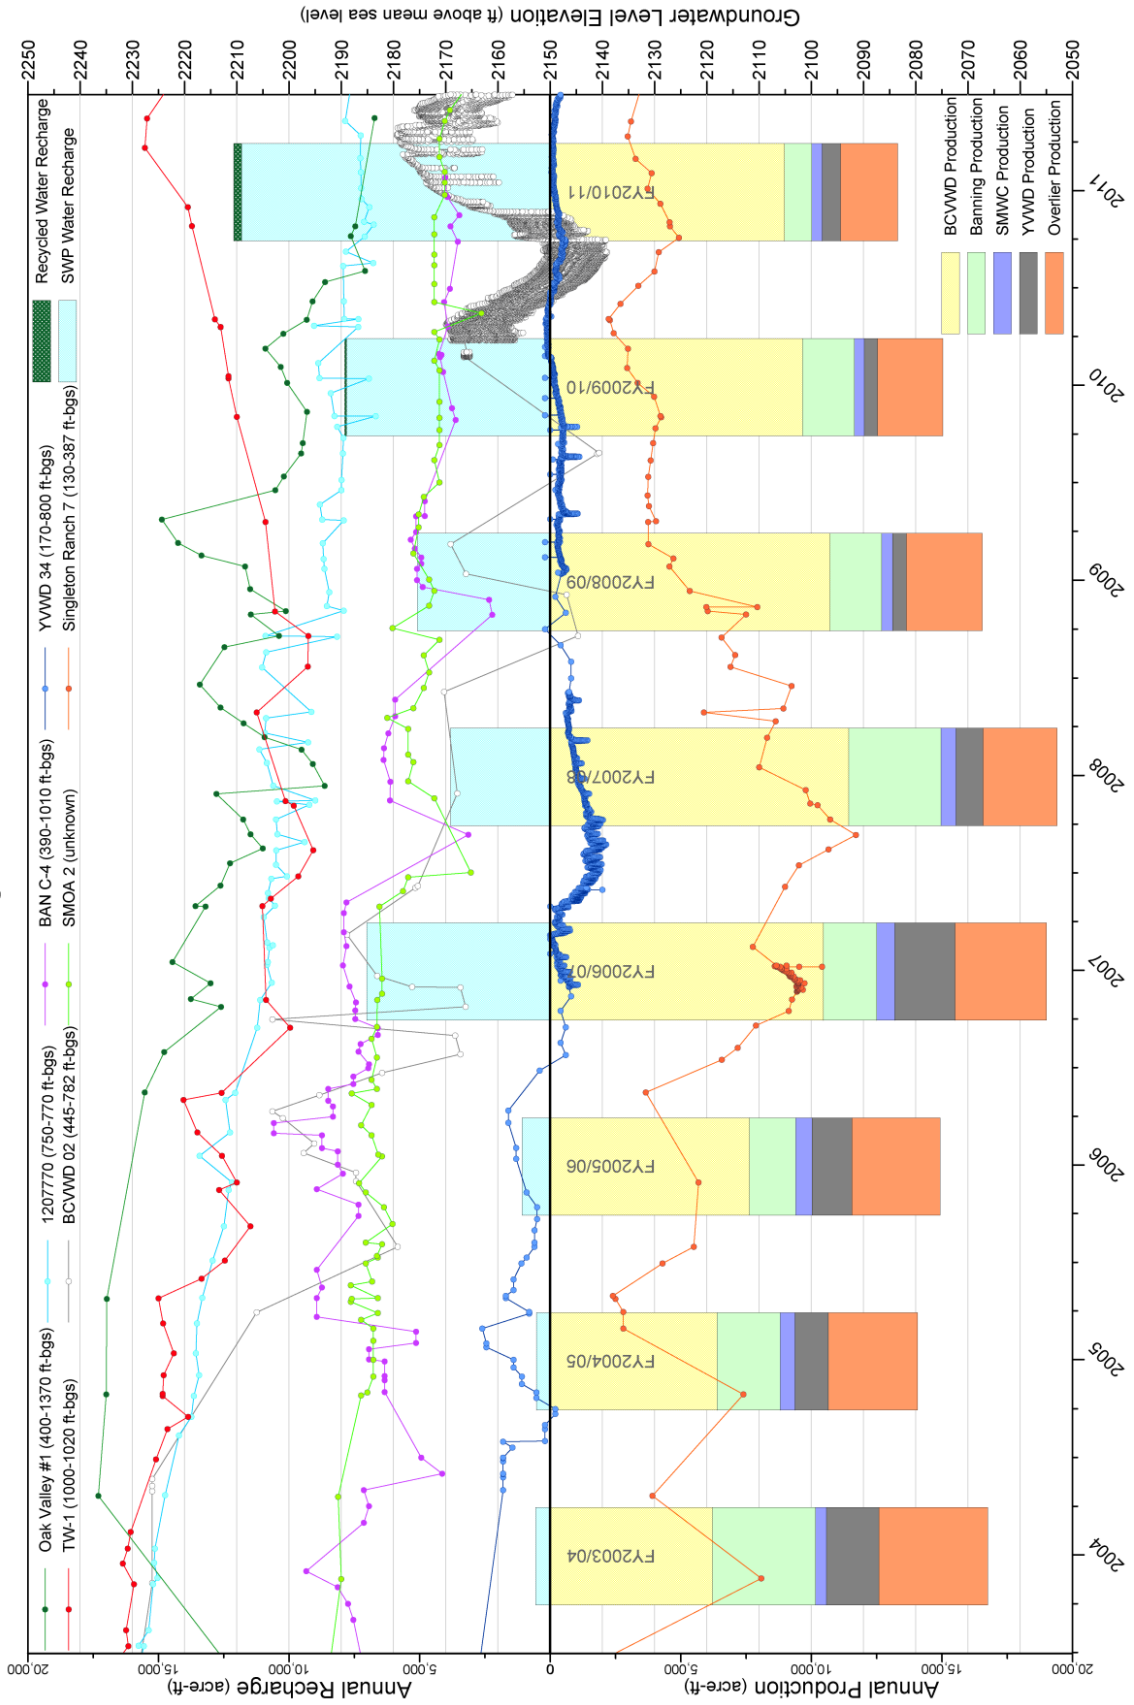 Groundwater Level Elevation (ft above mean sea level)
2250
2240
2230
2220
2210
2200
2190
2180
2170
2160
2150
2140
2130
2120
2110
2100
2090
2080
2070
2060
2050
Oak Valley #1 (400-1370 ft-bgs)
1207770 (750-770 ft-bgs)
BAN C-4 (390-1010 ft-bgs)
YVWD 34 (170-800 ft-bgs)
Recycled Water Recharge
TW-1 (1000-1020 ft-bgs)
BCVWD 02 (445-782 ft-bgs)
SMOA 2 (unknown)
Singleton Ranch 7 (130-387 ft-bgs)
SWP Water Recharge
FY2003/04
FY2004/05
FY2005/06
FY2006/07
FY2007/08
FY2008/09
FY2009/10
FY2010/11
BCVWD Production
Banning Production
SMWC Production
YVWD Production
Overlier Production
2004
2005
2006
2007
2008
2009
2010
2011
20,000
15,000
10,000
5,000
0
5,000
10,000
15,000
20,000
Annual Recharge (acre-ft)
Annual Production (acre-ft)